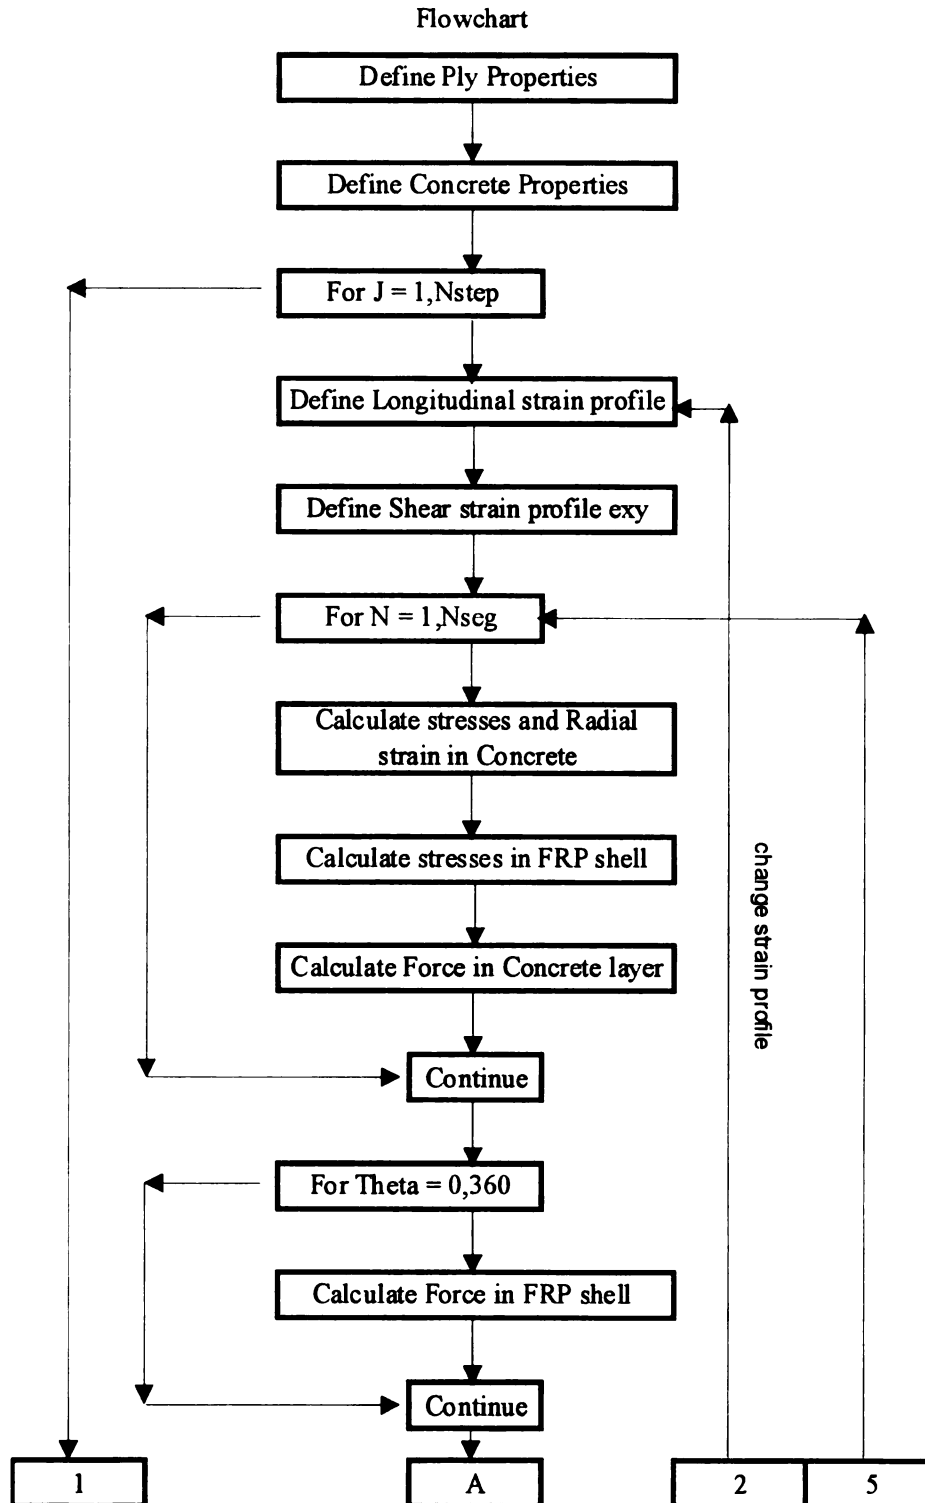 Flowchart
Define Ply Properties
Define Concrete Properties
For J = 1,Nstep
Define Longitudinal strain profile
Define Shear strain profile exy
For N = 1,Nseg
Calculate stresses and Radial
strain in Concrete
Calculate stresses in FRP shell
change strain profile
Calculate Force in Concrete layer
Continue
For Theta = 0,360
Calculate Force in FRP shell
Continue
1
A
2
5